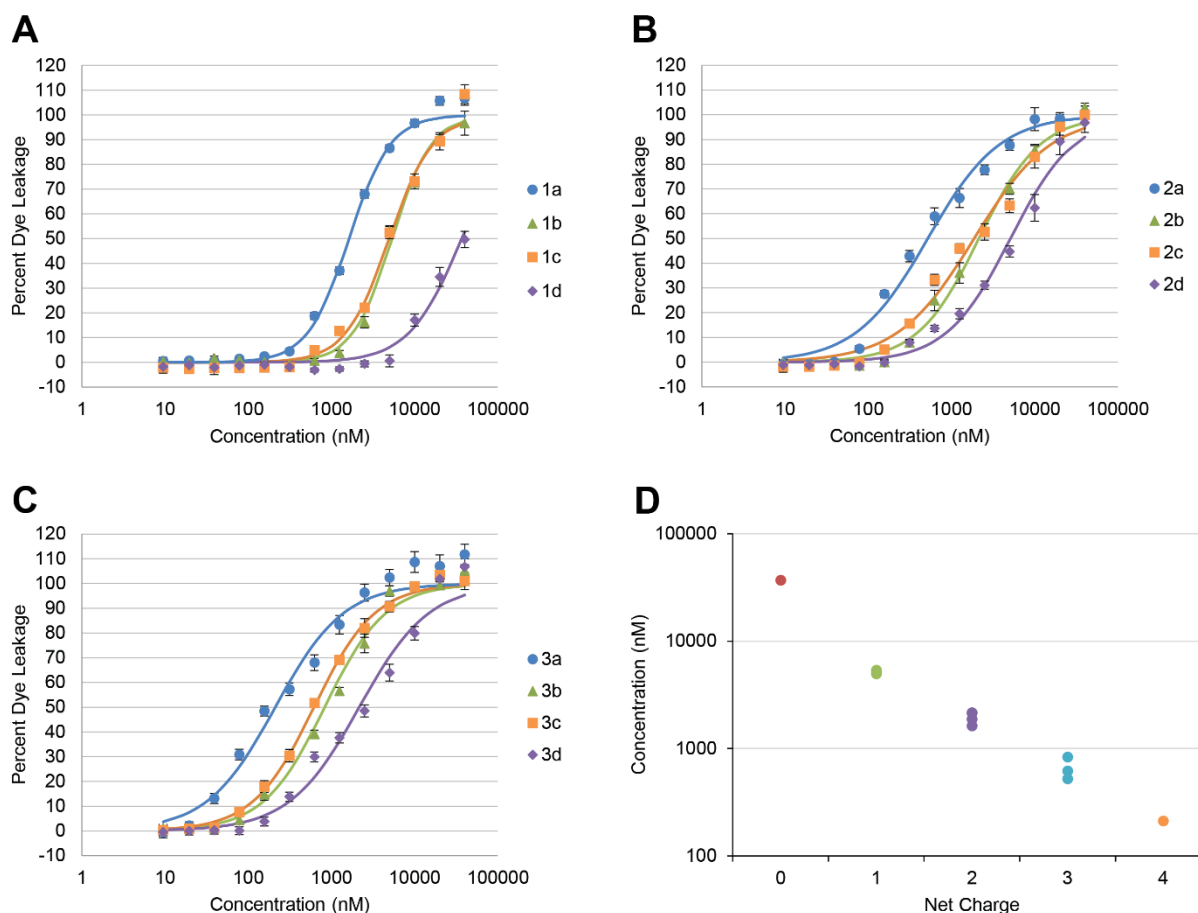 A
Percent Dye Leakage
120
110
100
90
80
70
60
50
40
30
20
10
0
-10
1 10 100 1000 10000 100000
Concentration (nM)
1a
1b
1c
1d
B
Percent Dye Leakage
120
110
100
90
80
70
60
50
40
30
20
10
0
-10
1 10 100 1000 10000 100000
Concentration (nM)
2a
2b
2c
2d
C
Percent Dye Leakage
120
110
100
90
80
70
60
50
40
30
20
10
0
-10
1 10 100 1000 10000 100000
Concentration (nM)
3a
3b
3c
3d
D
Concentration (nM)
100000
10000
1000
100
0 1 2 3 4
Net Charge